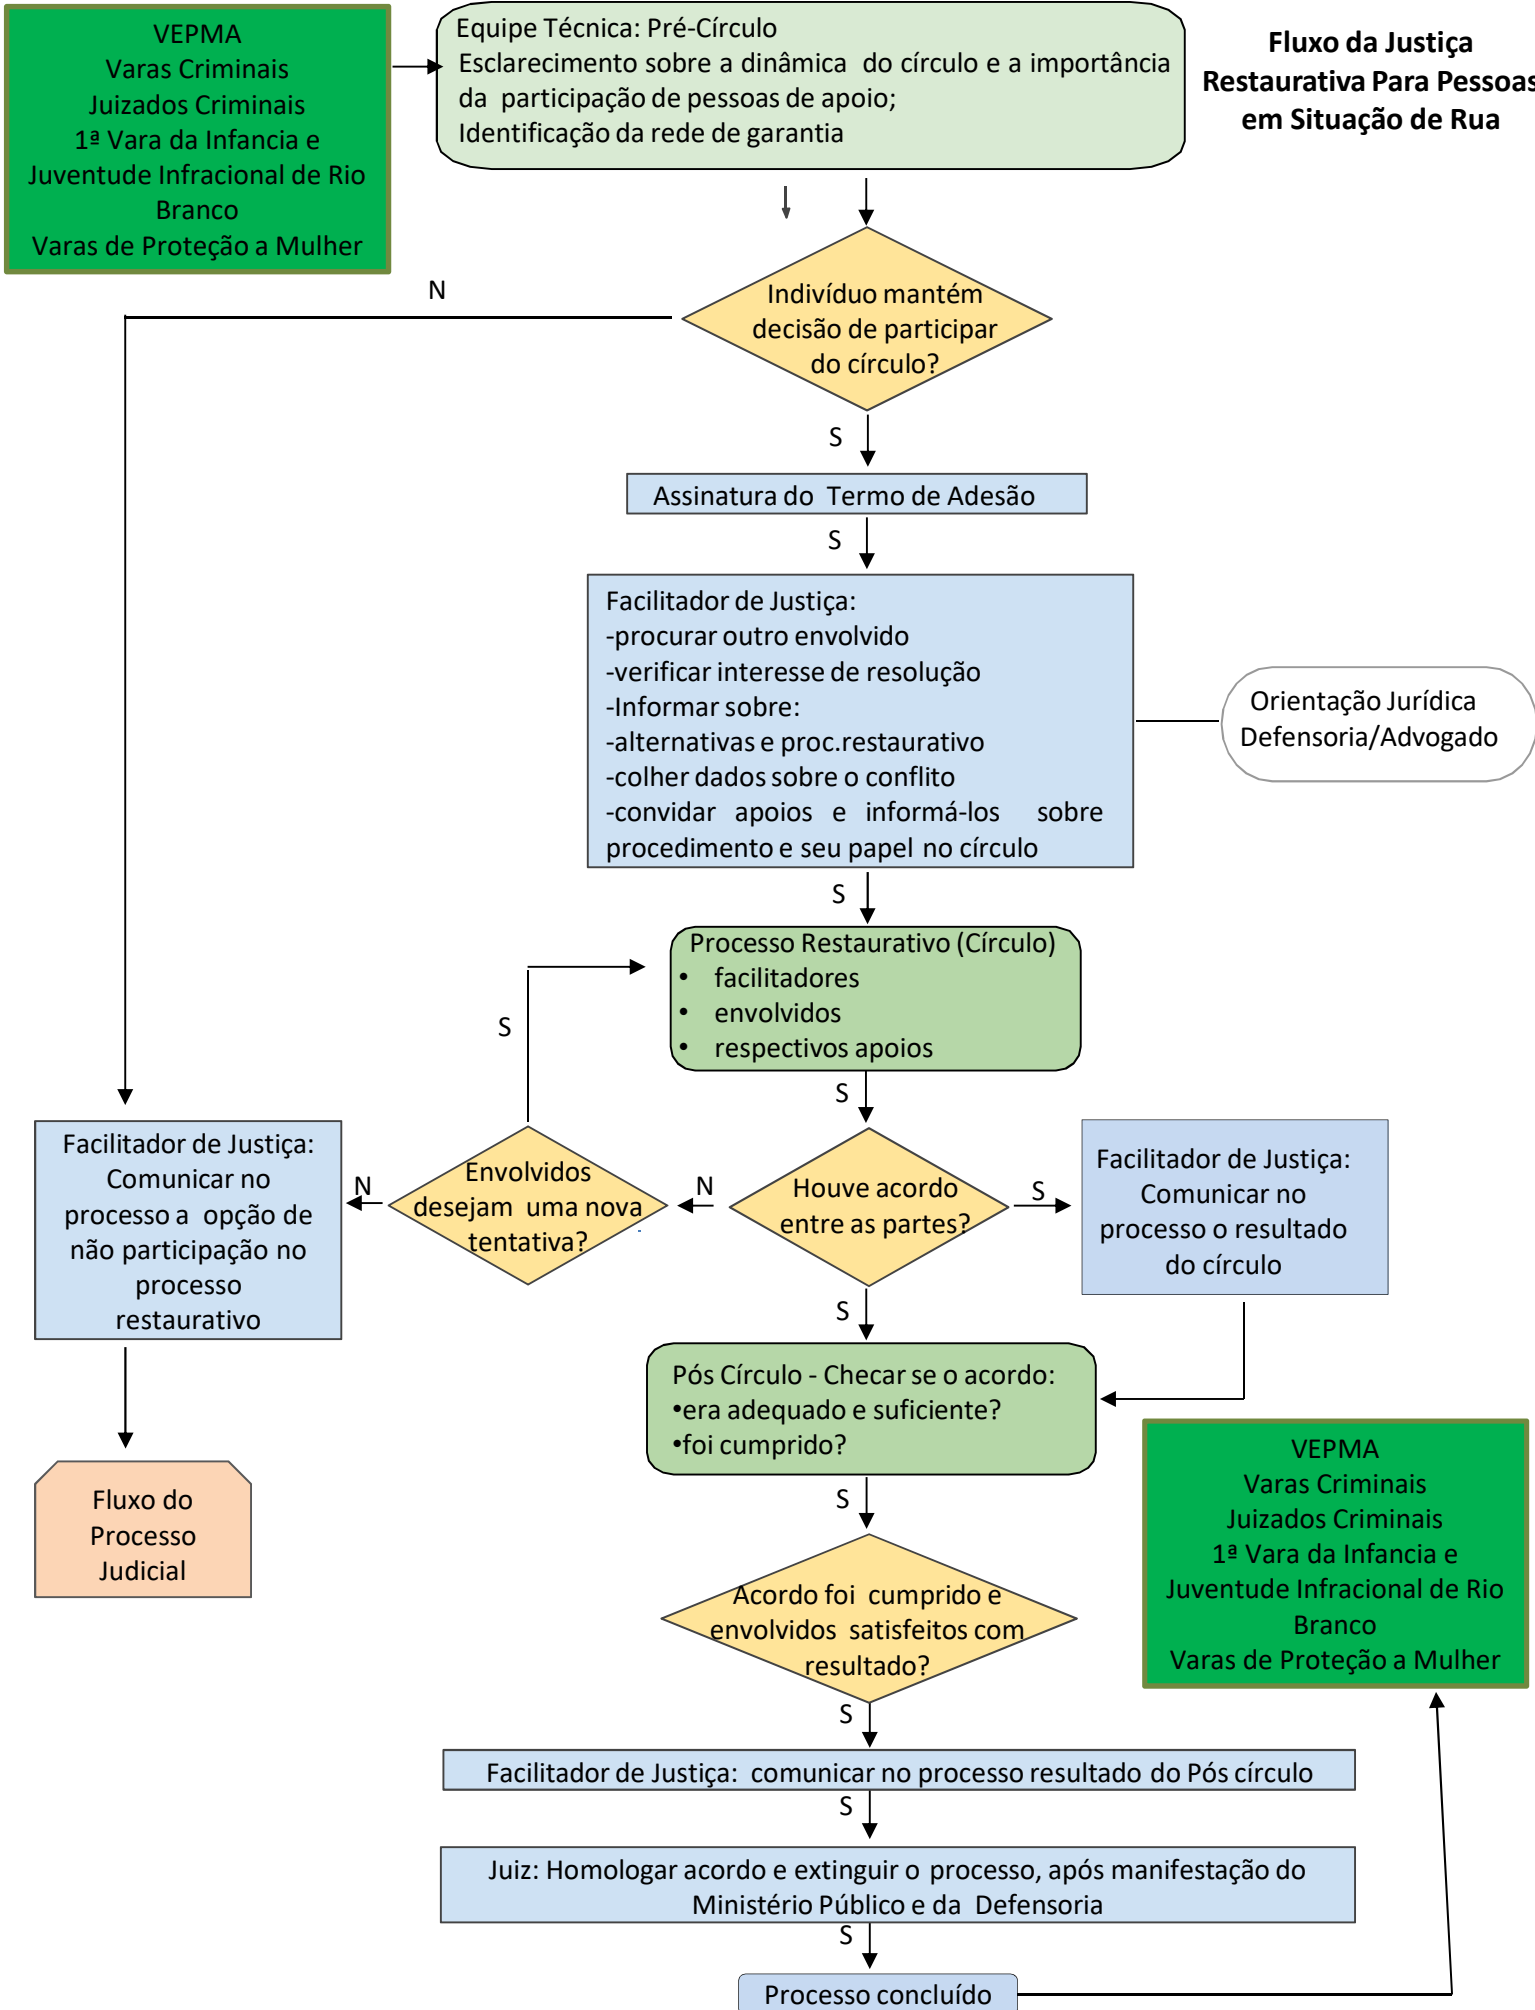 VEPMA
Varas Criminais
Juizados Criminais
1ª Vara da Infancia e
Juventude Infracional de Rio
Branco
Varas de Proteção a Mulher
Equipe Técnica: Pré-Círculo
Esclarecimento sobre a dinâmica do círculo e a importância
da participação de pessoas de apoio;
Identificação da rede de garantia
Fluxo da Justiça
Restaurativa Para Pessoas
em Situação de Rua
N
Indivíduo mantém
decisão de participar
do círculo?
S
Assinatura do Termo de Adesão
S
Facilitador de Justiça:
-procurar outro envolvido
-verificar interesse de resolução
-Informar sobre:
-alternativas e proc.restaurativo
-colher dados sobre o conflito
-convidar apoios e informá-los sobre
procedimento e seu papel no círculo
Orientação Jurídica
Defensoria/Advogado
S
Processo Restaurativo (Círculo)
• facilitadores
• envolvidos
• respectivos apoios
S
S
Facilitador de Justiça:
Comunicar no
processo a opção de
não participação no
processo
restaurativo
N
Envolvidos
desejam uma nova
tentativa?
N
Houve acordo
entre as partes?
S
Facilitador de Justiça:
Comunicar no
processo o resultado
do círculo
S
Pós Círculo - Checar se o acordo:
•era adequado e suficiente?
•foi cumprido?
Fluxo do
Processo
Judicial
S
VEPMA
Varas Criminais
Juizados Criminais
1ª Vara da Infancia e
Juventude Infracional de Rio
Branco
Varas de Proteção a Mulher
Acordo foi cumprido e
envolvidos satisfeitos com
resultado?
S
Facilitador de Justiça: comunicar no processo resultado do Pós círculo
S
Juiz: Homologar acordo e extinguir o processo, após manifestação do
Ministério Público e da Defensoria
S
Processo concluído